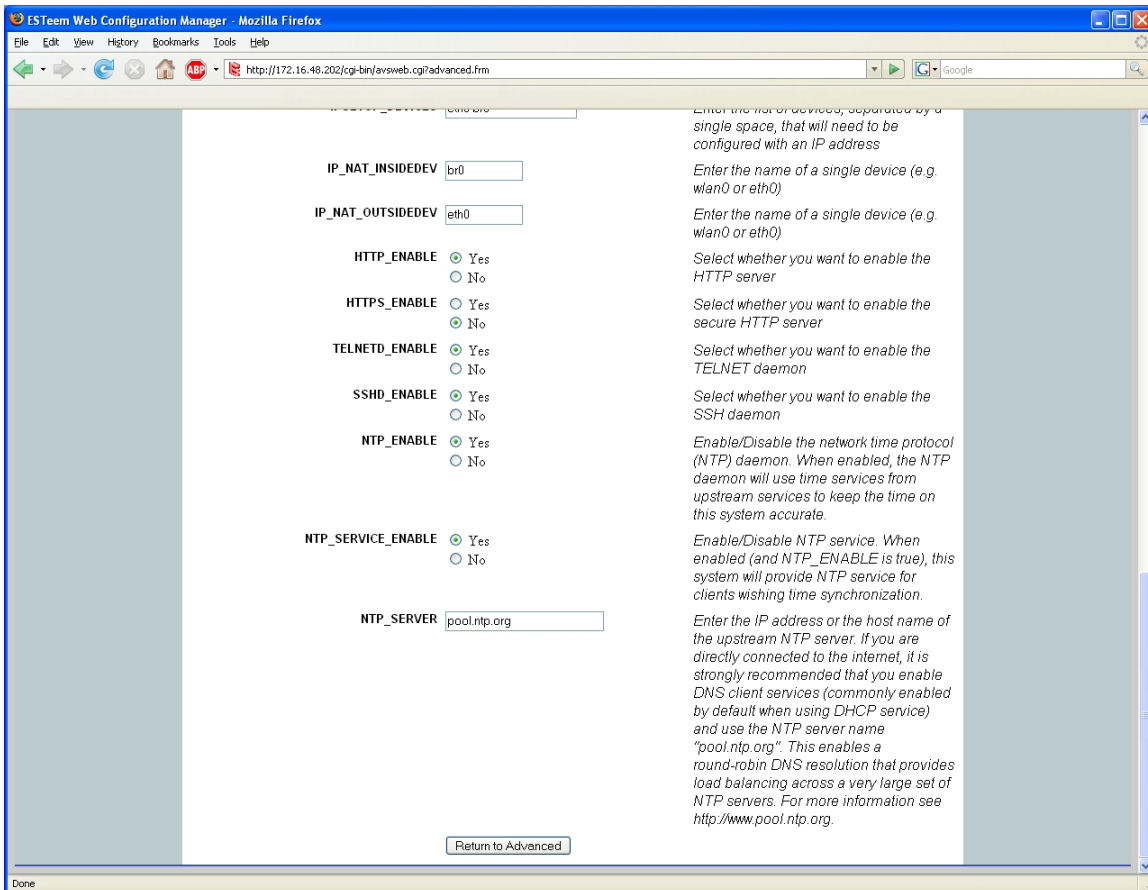 ESTeem Web Configuration Manager - Mozilla Firefox
File Edit View History Bookmarks Tools Help
ABP http://172.16.48.202/cgi-bin/avsweb.cgi?advanced.frm G Google
single space, that will need to be
configured with an IP address
IP_NAT_INSIDEDEV br0 Enter the name of a single device (e.g.
wlan0 or eth0)
IP_NAT_OUTSIDEDEV eth0 Enter the name of a single device (e.g.
wlan0 or eth0)
HTTP_ENABLE Yes Select whether you want to enable the
No HTTP server
HTTPS_ENABLE Yes Select whether you want to enable the
No secure HTTP server
TELNETD_ENABLE Yes Select whether you want to enable the
No TELNET daemon
SSHD_ENABLE Yes Select whether you want to enable the
No SSH daemon
NTP_ENABLE Yes Enable/Disable the network time protocol
No (NTP) daemon. When enabled, the NTP
daemon will use time services from
upstream services to keep the time on
this system accurate.
NTP_SERVICE_ENABLE Yes Enable/Disable NTP service. When
No enabled (and NTP_ENABLE is true), this
system will provide NTP service for
clients wishing time synchronization.
NTP_SERVER pool.ntp.org Enter the IP address or the host name of
the upstream NTP server. If you are
directly connected to the internet, it is
strongly recommended that you enable
DNS client services (commonly enabled
by default when using DHCP service)
and use the NTP server name
"pool.ntp.org". This enables a
round-robin DNS resolution that provides
load balancing across a very large set of
NTP servers. For more information see
http://www.pool.ntp.org.
Return to Advanced
Done